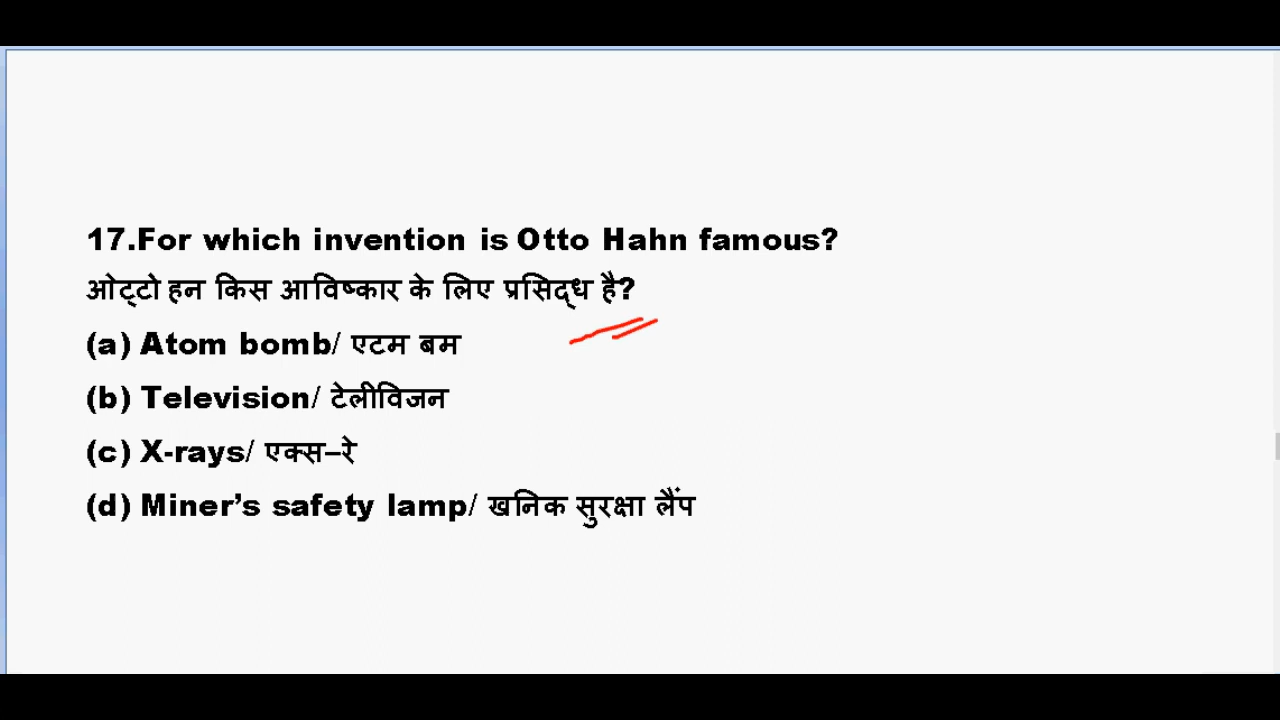 17.For which invention is Otto Hahn famous?
ओट्टो हन किस आविष्कार के लिए प्रसिद्ध है?
(a) Atom bomb/ एटम बम
(b) Television/ टेलीविजन
(c) X-rays/ एक्स–रे
(d) Miner’s safety lamp/ खनिक सुरक्षा लैंप